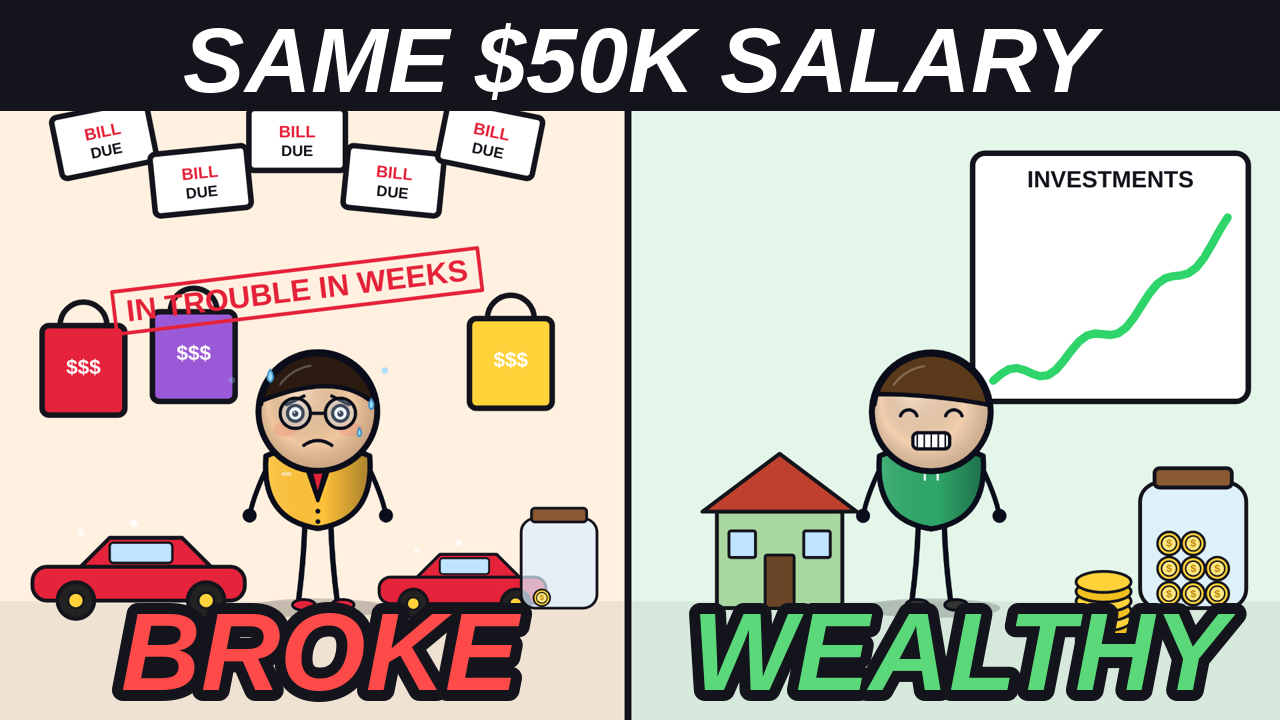 SAME $50K SALARY
BILL
DUE
BILL
DUE
BILL
DUE
BILL
DUE
BILL
DUE
IN TROUBLE IN WEEKS
$$$
$$$
$$$
BROKE
INVESTMENTS
$
$
$
$
$
$
$
$
$
WEALTHY